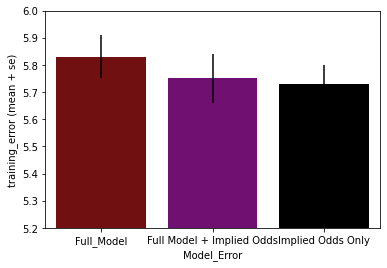 training_error (mean + se)
6.0
5.9
5.8
5.7
5.6
5.5
5.4
5.3
5.2
Full_Model
Full Model + Implied Odds
Implied Odds Only
Model_Error